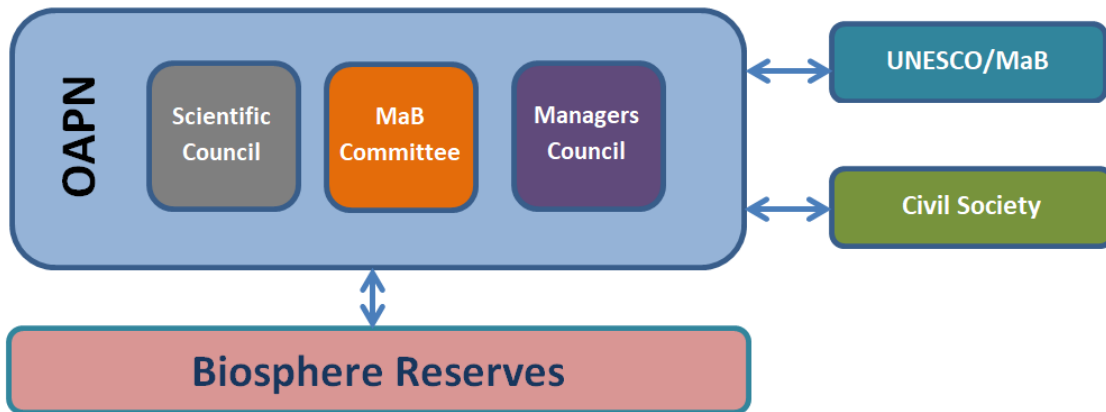 OAPN
Scientific
Council
MaB
Committee
Managers
Council
UNESCO/MaB
Civil Society
Biosphere Reserves